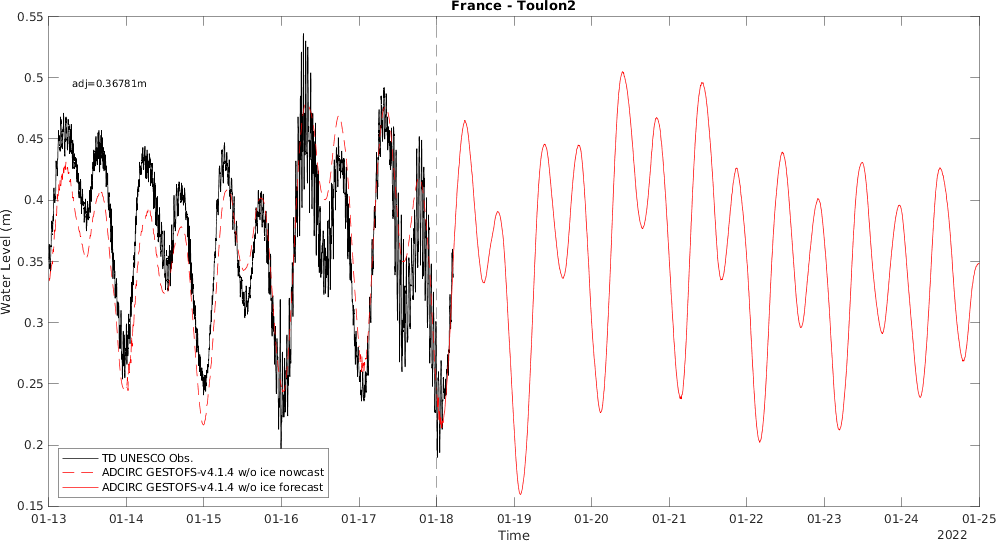 France - Toulon2
adj=0.36781m
Water Level (m)
0.55
0.5
0.45
0.4
0.35
0.3
0.25
0.2
0.15
TD UNESCO Obs.
ADCIRC GESTOFS-v4.1.4 w/o ice nowcast
ADCIRC GESTOFS-v4.1.4 w/o ice forecast
01-13 01-14 01-15 01-16 01-17 01-18 01-19 01-20 01-21 01-22 01-23 01-24 01-25
Time
2022